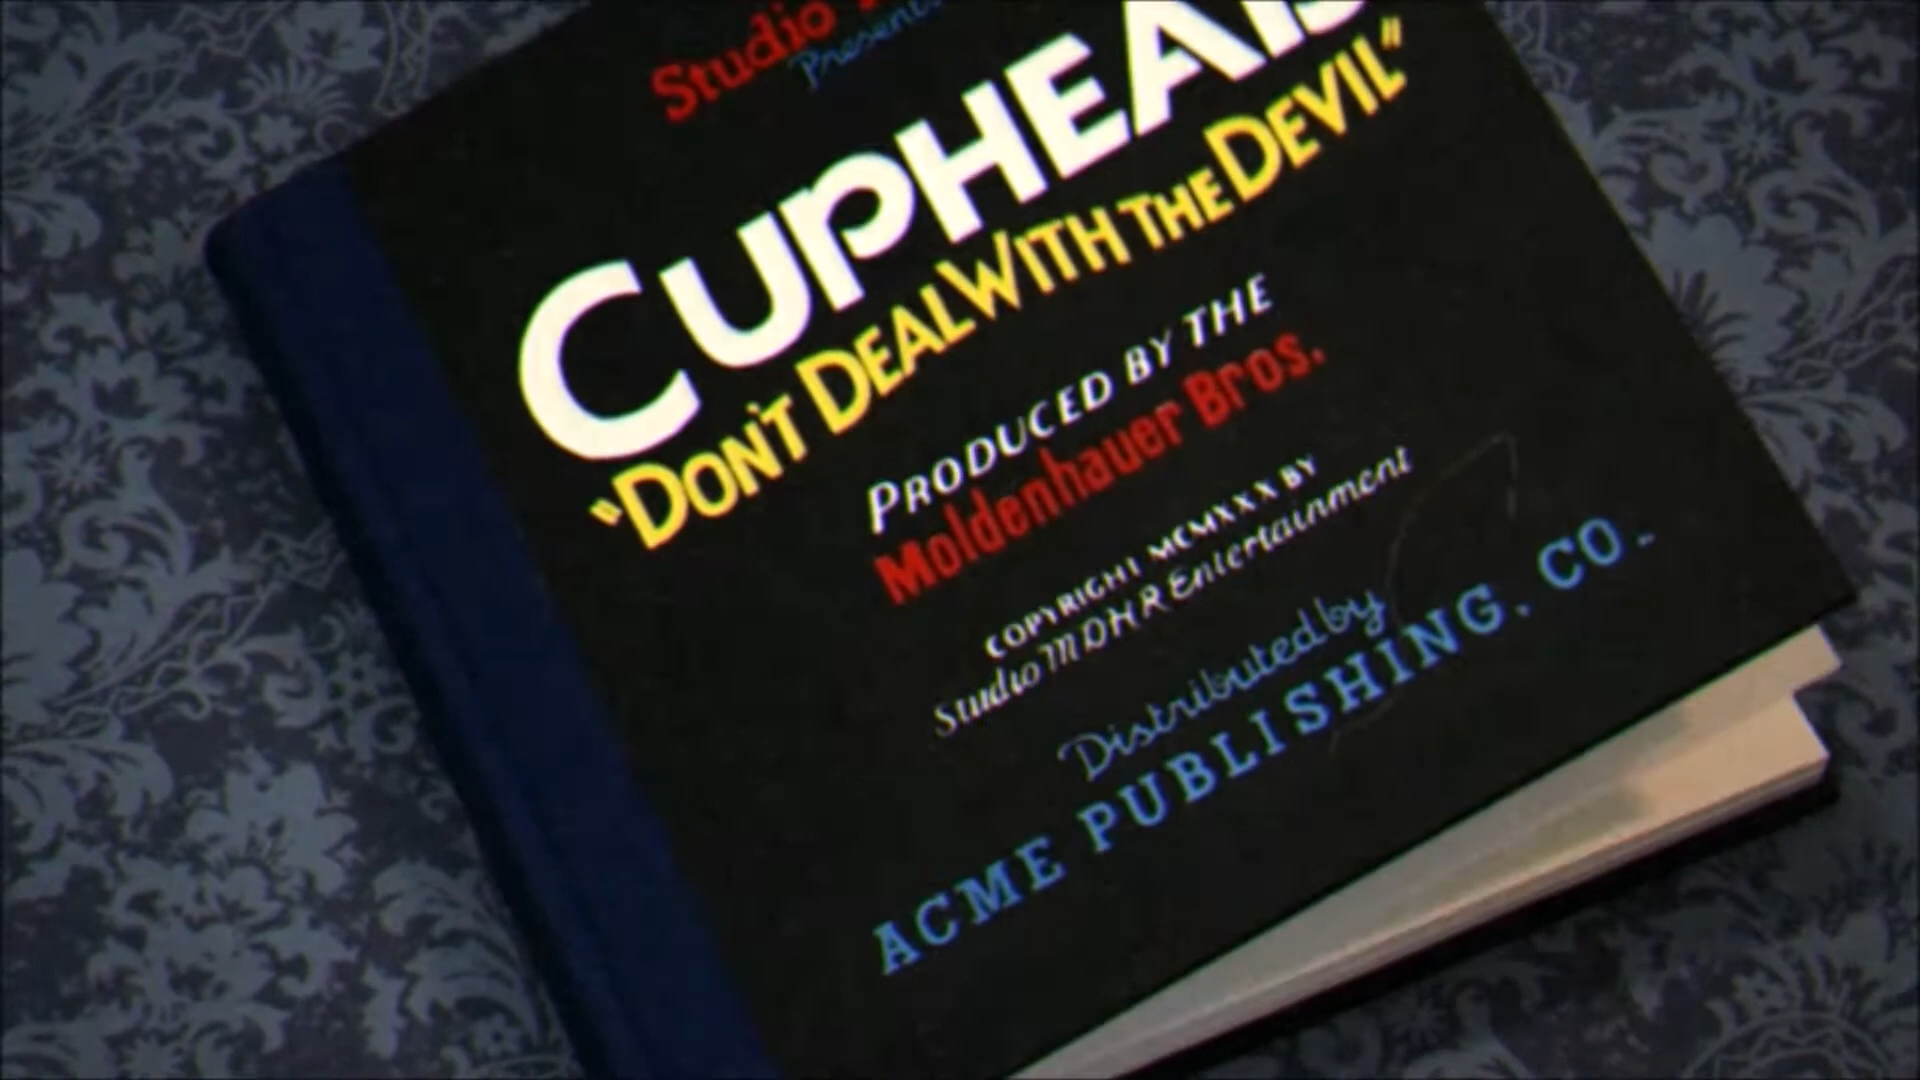 Studio
Presents
CUPHEAD
"DON'T DEAL WITH THE DEVIL"
PRODUCED BY THE
Moldenhauer Bros.
COPYRIGHT MCMXXX BY
Studio MDHR Entertainment
Distributed by
ACME PUBLISHING. CO.